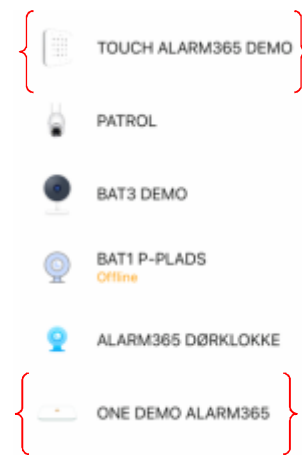 TOUCH ALARM365 DEMO
PATROL
BAT3 DEMO
BAT1 P-PLADS
Offline
ALARM365 DØRKLOKKE
ONE DEMO ALARM365